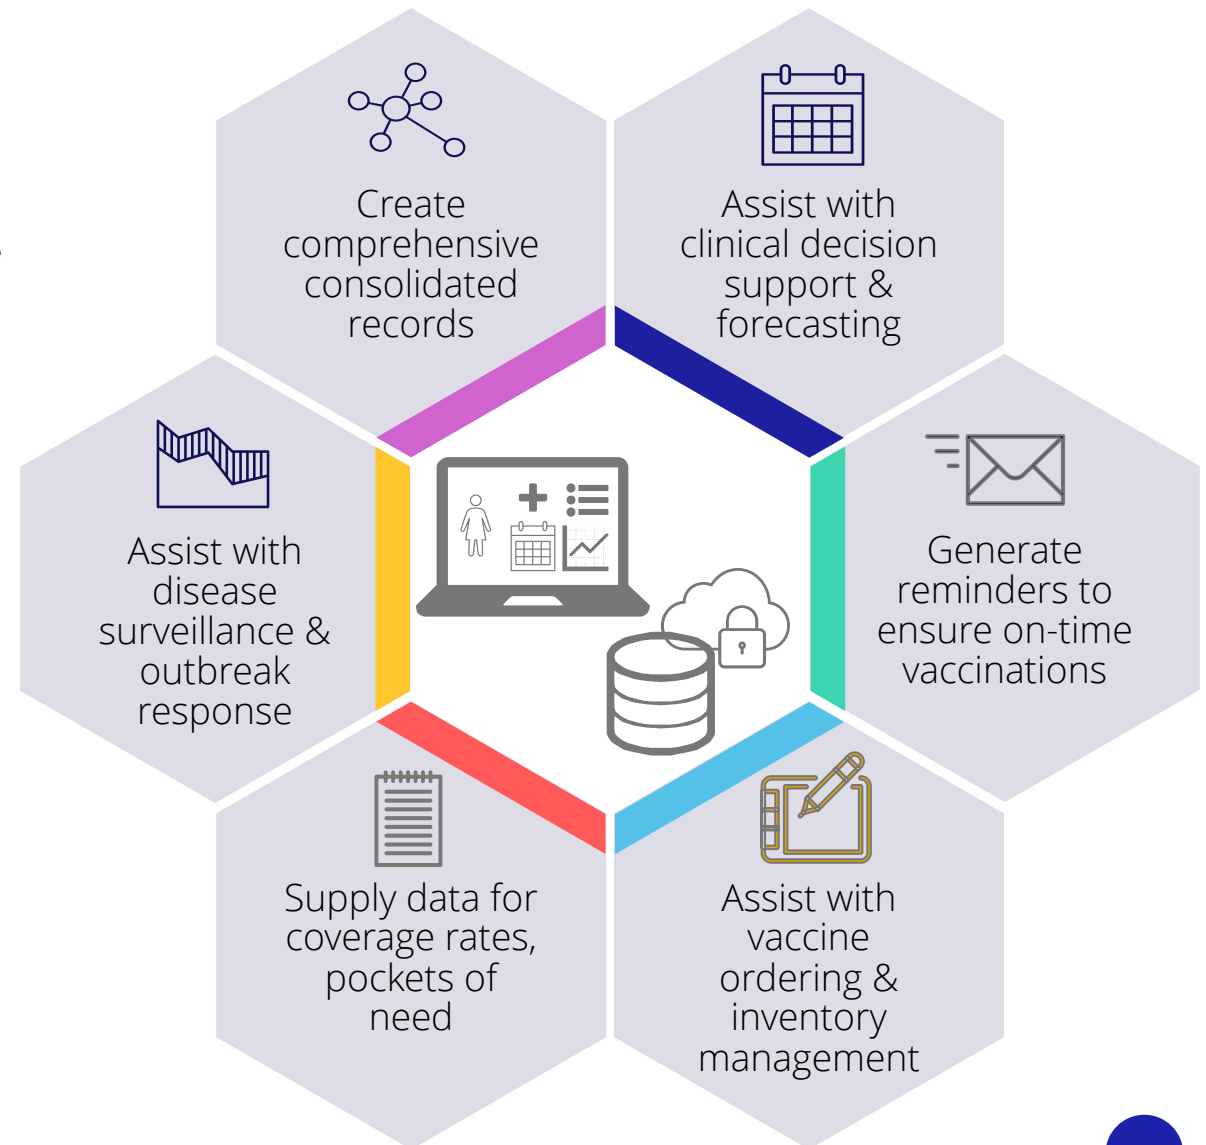 Create
comprehensive
consolidated
records
Assist with
clinical decision
support &
forecasting
Assist with
disease
surveillance &
outbreak
response
Generate
reminders to
ensure on-time
vaccinations
Supply data for
coverage rates,
pockets of
need
Assist with
vaccine
ordering &
inventory
management